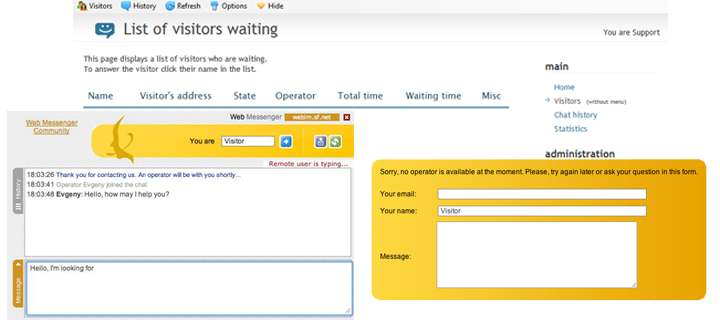 Visitors History Refresh Options Hide
List of visitors waiting
You are Support
This page displays a list of visitors who are waiting.
To answer the visitor click their name in the list.
Name Visitor's address State Operator Total time Waiting time Misc
main
Home
Visitors (without menu)
Chat history
Statistics
administration
Web Messenger
Community
Web Messenger webim.sf.net
You are Visitor
Remote user is typing...
History
18:03:26 Thank you for contacting us. An operator will be with you shortly...
18:03:41 Operator Evgeny joined the chat
18:03:48 Evgeny: Hello, how may I help you?
Message
Hello, I'm looking for
Sorry, no operator is available at the moment. Please, try again later or ask your question in this form.
Your email:
Your name: Visitor
Message: